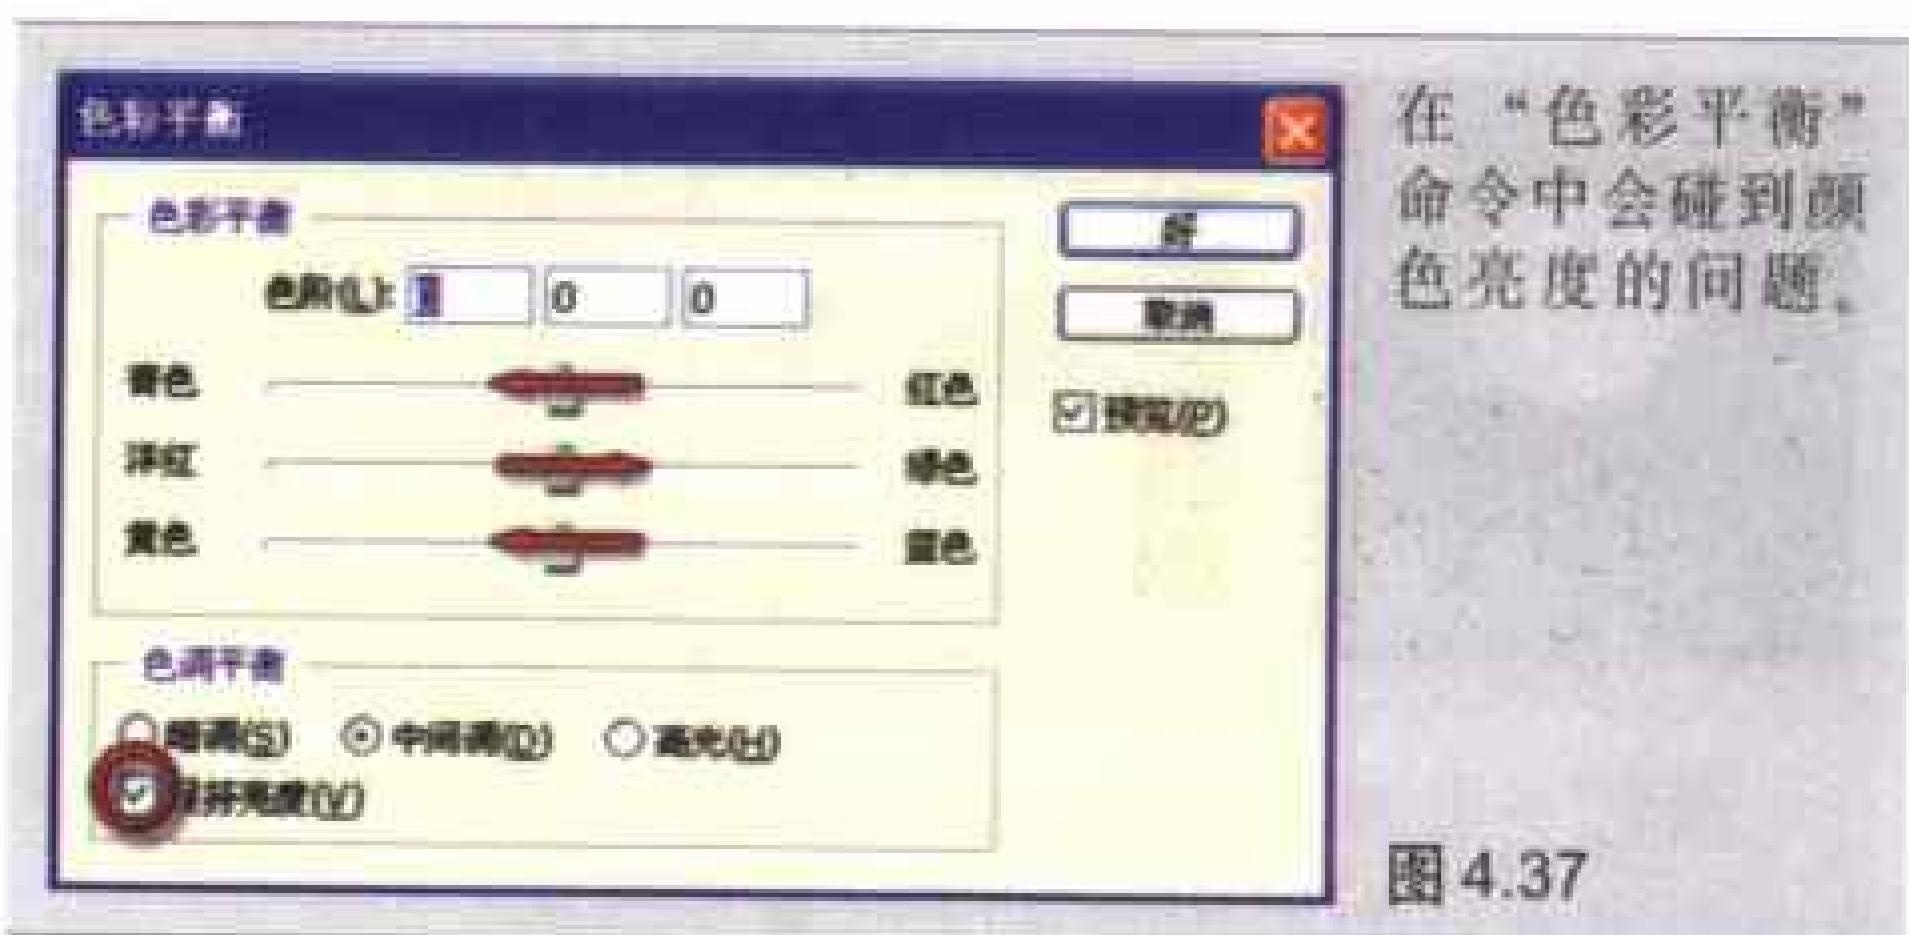 色彩平衡
色彩平衡
色阶(L): 0 0
青色 红色
洋红 绿色
黄色 蓝色
色调平衡
暗调(S) 中间调(D) 高光(H)
保持亮度(V)
好
取消
预览(P)
在“色彩平衡”
命令中会碰到颜
色亮度的问题。
图 4.37